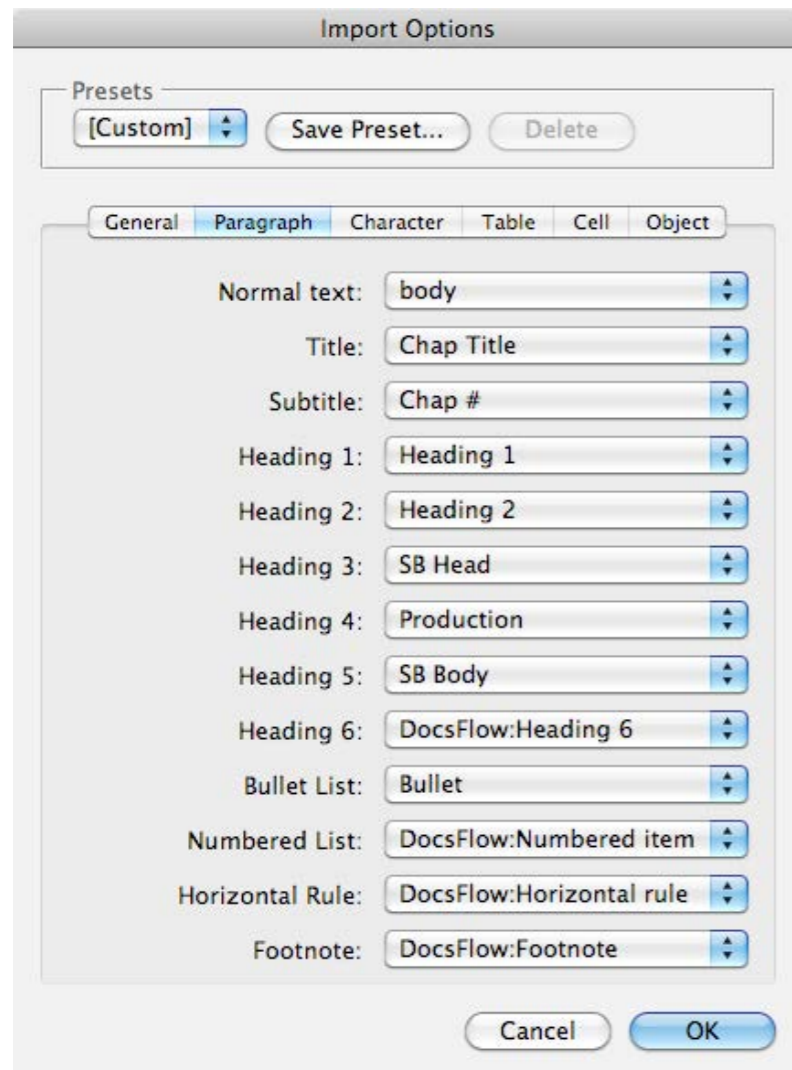 Import Options
Presets
[Custom] Save Preset... Delete
General Paragraph Character Table Cell Object
Normal text: body
Title: Chap Title
Subtitle: Chap #
Heading 1: Heading 1
Heading 2: Heading 2
Heading 3: SB Head
Heading 4: Production
Heading 5: SB Body
Heading 6: DocsFlow:Heading 6
Bullet List: Bullet
Numbered List: DocsFlow:Numbered item
Horizontal Rule: DocsFlow:Horizontal rule
Footnote: DocsFlow:Footnote
Cancel OK